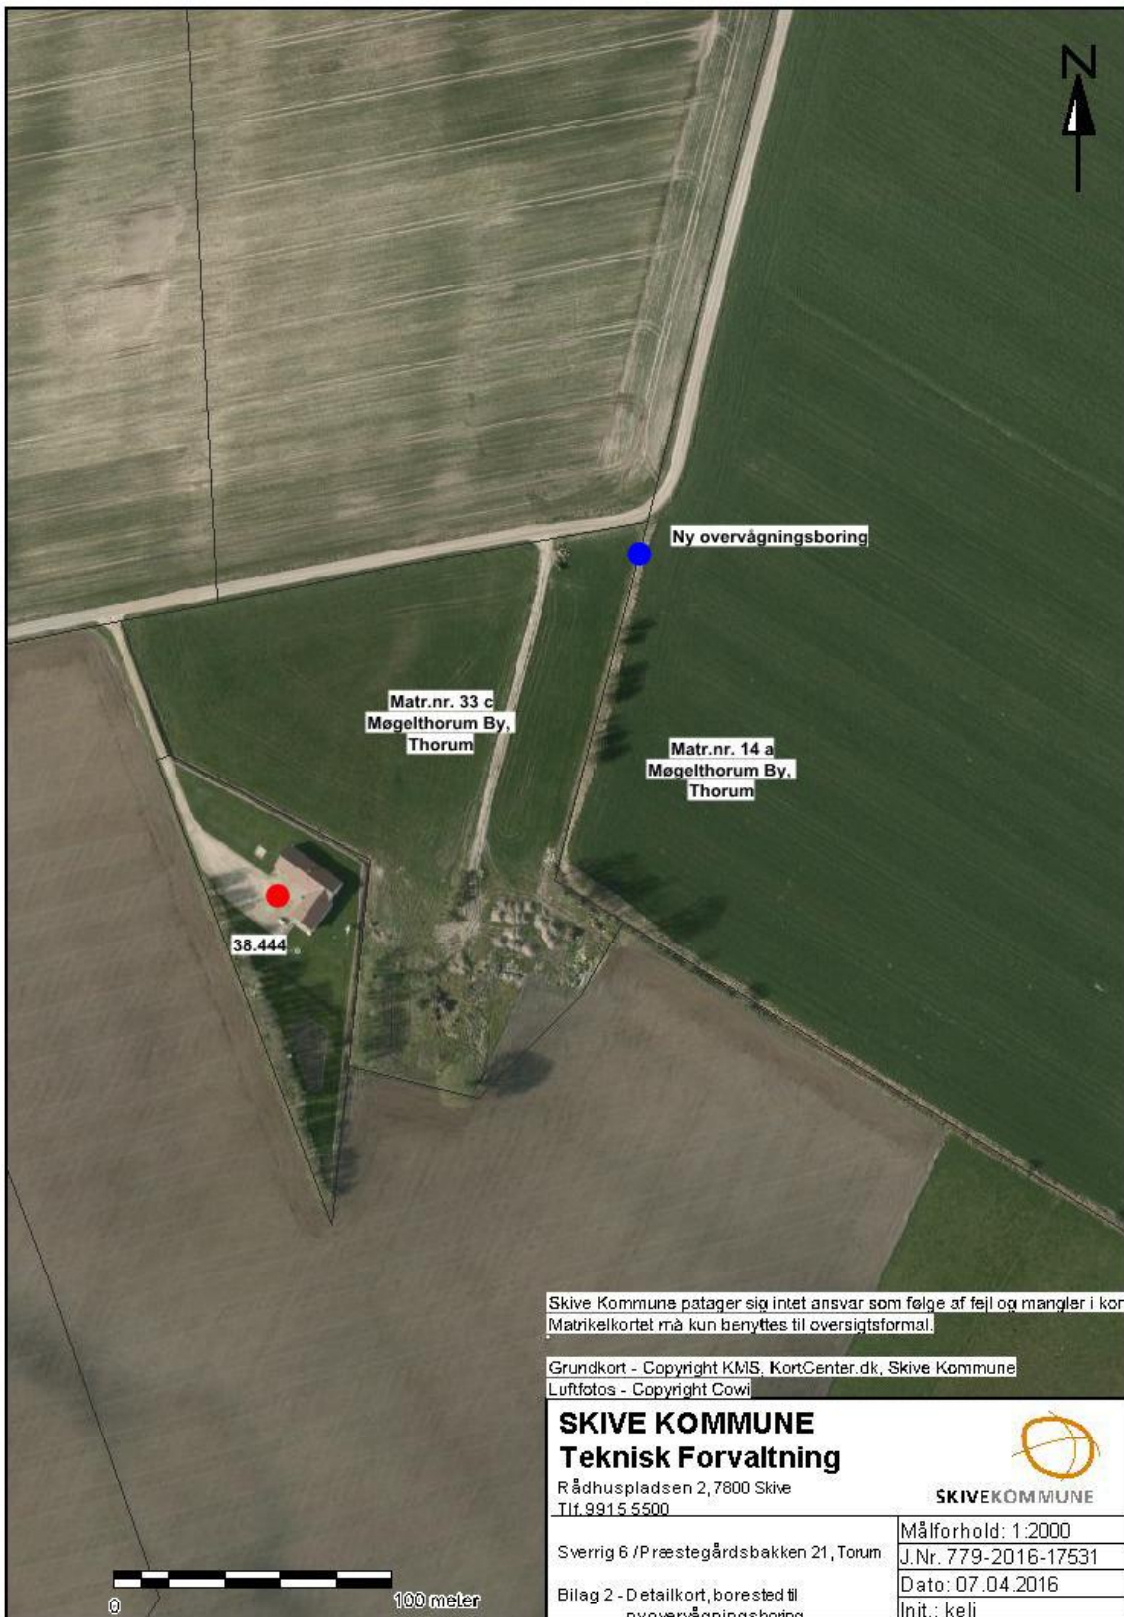 N
Ny overvågningsboring
Matr.nr. 33 c
Møgelthorum By,
Thorum
Matr.nr. 14 a
Møgelthorum By,
Thorum
38.444
Skive Kommune patager sig intet ansvar som følge af fejl og mangler i kor
Matrikelkortet må kun benyttes til oversigtsformal.
Grundkort - Copyright KMS, KortCenter.dk, Skive Kommune
Luftfotos - Copyright Cowi
SKIVE KOMMUNE
Teknisk Forvaltning
Rådhuspladsen 2, 7800 Skive
Tlf. 9915 5500
SKIVEKOMMUNE
Sverrig 6 /Præstegårdsbakken 21, Torum
Bilag 2 - Detailkort, borested til
ny overvågningsboring
Målforhold: 1:2000
J.Nr. 779-2016-17531
Dato: 07.04.2016
Init.: kelj
0
100 meter